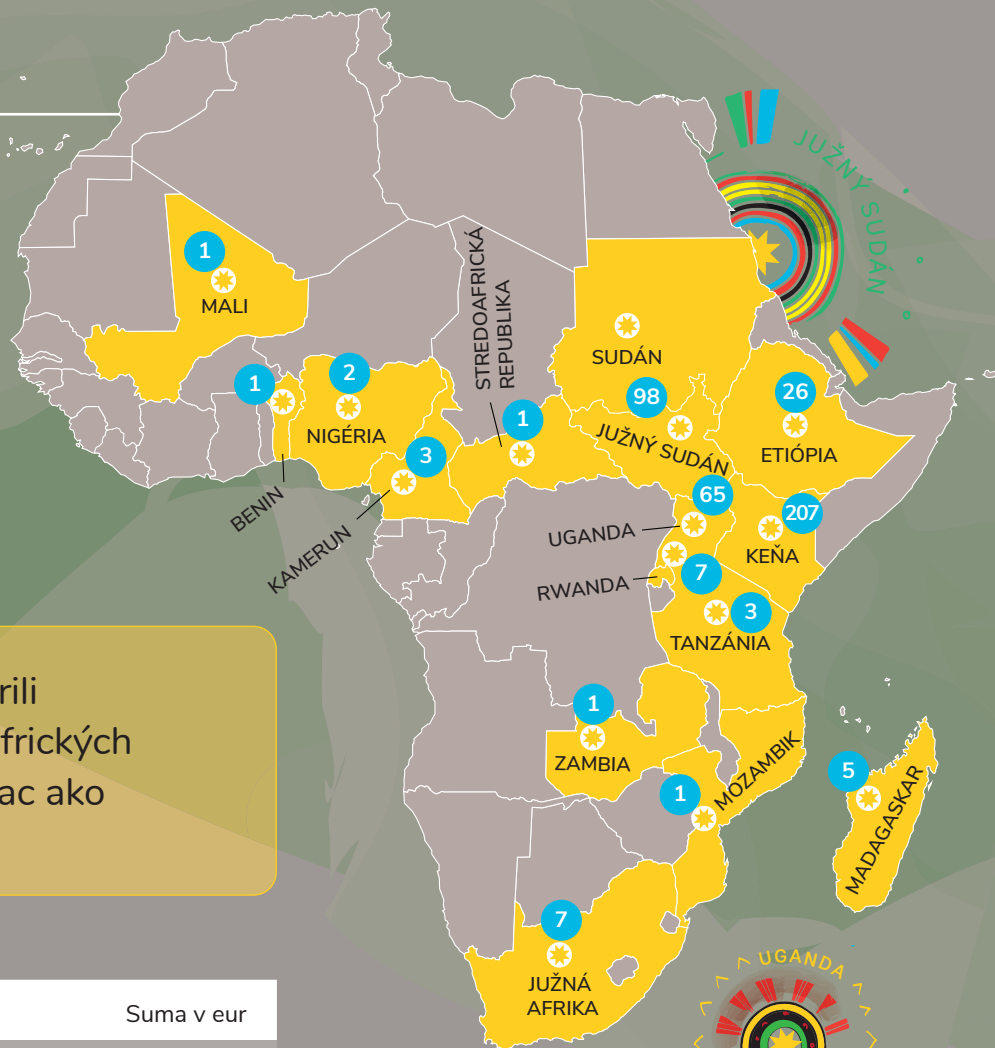 JUŽNÝ SUDÁN
1
MALI
STREDOAFRICKÁ
REPUBLIKA
SUDÁN
1
2
98
26
NIGÉRIA
1
JUŽNÝ SUDÁN
ETIÓPIA
3
BENIN
65
207
KAMERUN
UGANDA
KEŇA
RWANDA
7
3
TANZÁNIA
rili
frických
ac ako
1
ZAMBIA
MOZAMBIK
1
5
MADAGASKAR
7
JUŽNÁ
AFRIKA
UGANDA
Suma v eur